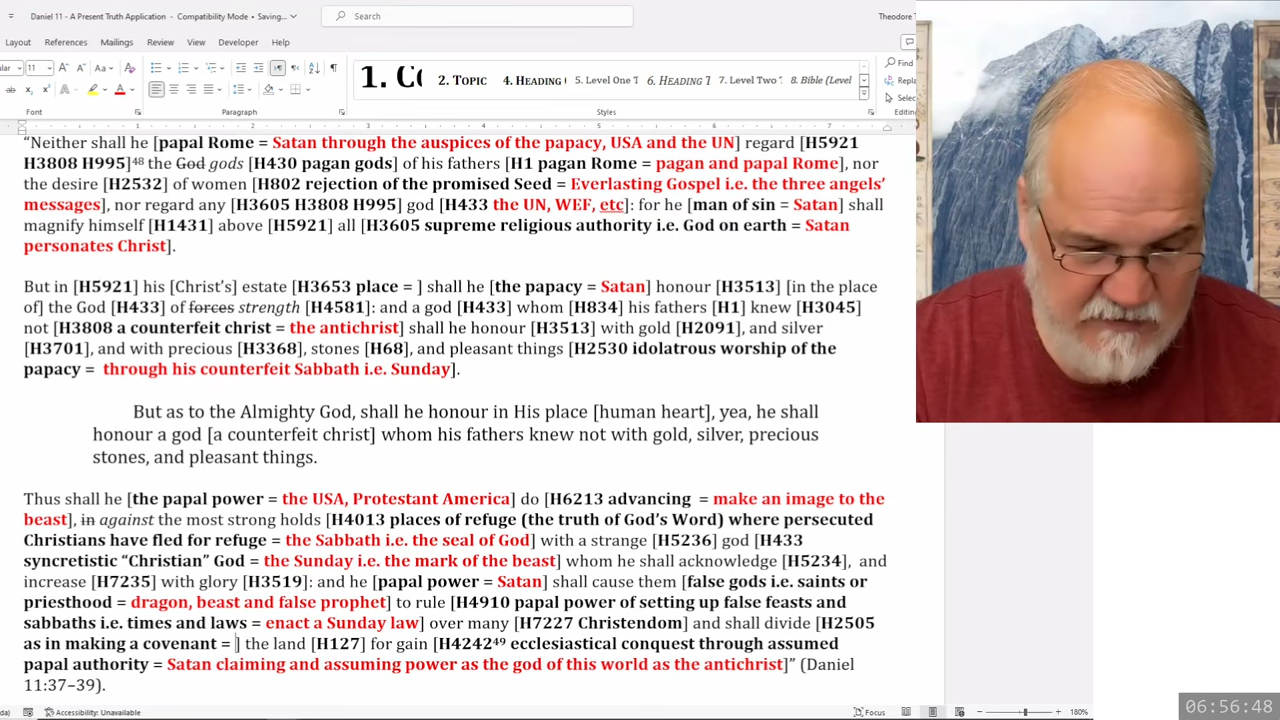 Daniel 11 - A Present Truth Application - Compatibility Mode • Saving...
Search
Theodore T
Layout References Mailings Review View Developer Help
11
Aa
1. Co
2. Topic
4. Heading
5. Level One T
6. Heading T
7. Level Two
8. Bible (Level
Find
Repla
Selec
Font
Paragraph
Styles
Editing
1 2 3 4 5 6 7
“Neither shall he [papal Rome = Satan through the auspices of the papacy, USA and the UN] regard [H5921
H3808 H995]48 the God gods [H430 pagan gods] of his fathers [H1 pagan Rome = pagan and papal Rome], nor
the desire [H2532] of women [H802 rejection of the promised Seed = Everlasting Gospel i.e. the three angels’
messages], nor regard any [H3605 H3808 H995] god [H433 the UN, WEF, etc]: for he [man of sin = Satan] shall
magnify himself [H1431] above [H5921] all [H3605 supreme religious authority i.e. God on earth = Satan
personates Christ].
But in [H5921] his [Christ’s] estate [H3653 place = ] shall he [the papacy = Satan] honour [H3513] [in the place
of] the God [H433] of forces strength [H4581]: and a god [H433] whom [H834] his fathers [H1] knew [H3045]
not [H3808 a counterfeit christ = the antichrist] shall he honour [H3513] with gold [H2091], and silver
[H3701], and with precious [H3368], stones [H68], and pleasant things [H2530 idolatrous worship of the
papacy = through his counterfeit Sabbath i.e. Sunday].
But as to the Almighty God, shall he honour in His place [human heart], yea, he shall
honour a god [a counterfeit christ] whom his fathers knew not with gold, silver, precious
stones, and pleasant things.
Thus shall he [the papal power = the USA, Protestant America] do [H6213 advancing = make an image to the
beast], in against the most strong holds [H4013 places of refuge (the truth of God’s Word) where persecuted
Christians have fled for refuge = the Sabbath i.e. the seal of God] with a strange [H5236] god [H433
syncretistic “Christian” God = the Sunday i.e. the mark of the beast] whom he shall acknowledge [H5234], and
increase [H7235] with glory [H3519]: and he [papal power = Satan] shall cause them [false gods i.e. saints or
priesthood = dragon, beast and false prophet] to rule [H4910 papal power of setting up false feasts and
sabbaths i.e. times and laws = enact a Sunday law] over many [H7227 Christendom] and shall divide [H2505
as in making a covenant = ] the land [H127] for gain [H424249 ecclesiastical conquest through assumed
papal authority = Satan claiming and assuming power as the god of this world as the antichrist]” (Daniel
11:37–39).
Accessibility: Unavailable
Focus
180%
06:56:48